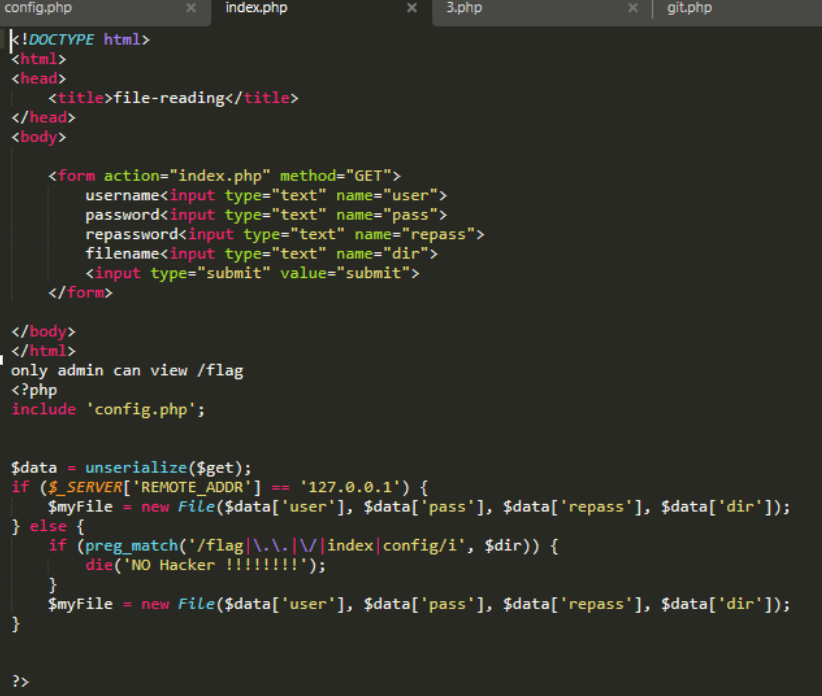 config.php × index.php × 3.php × git.php
<!DOCTYPE html>
<html>
<head>
    <title>file-reading</title>
</head>
<body>
    <form action="index.php" method="GET">
        username<input type="text" name="user">
        password<input type="text" name="pass">
        repassword<input type="text" name="repass">
        filename<input type="text" name="dir">
        <input type="submit" value="submit">
    </form>
</body>
</html>
only admin can view /flag
<?php
include 'config.php';
$data = unserialize($get);
if ($_SERVER['REMOTE_ADDR'] == '127.0.0.1') {
    $myFile = new File($data['user'], $data['pass'], $data['repass'], $data['dir']);
} else {
    if (preg_match('/flag|\.\.|\/|index|config/i', $dir)) {
        die('NO Hacker !!!!!!!!');
    }
    $myFile = new File($data['user'], $data['pass'], $data['repass'], $data['dir']);
}
?>